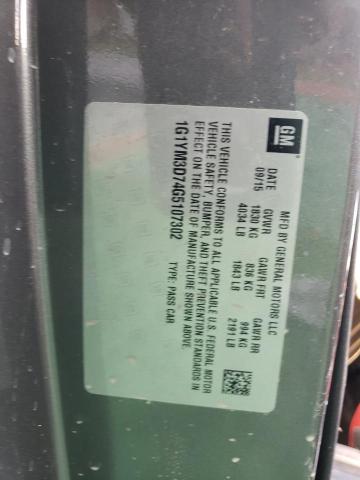 GM
MFD BY GENERAL MOTORS LLC
DATE GVWR GAWR FRT GAWR RR
09/15 1830 KG 836 KG 994 KG
4034 LB 1843 LB 2191 LB
THIS VEHICLE CONFORMS TO ALL APPLICABLE U.S. FEDERAL MOTOR
VEHICLE SAFETY, BUMPER, AND THEFT PREVENTION STANDARDS IN
EFFECT ON THE DATE OF MANUFACTURE SHOWN ABOVE.
1G1YM3D74G5107302 TYPE: PASS CAR